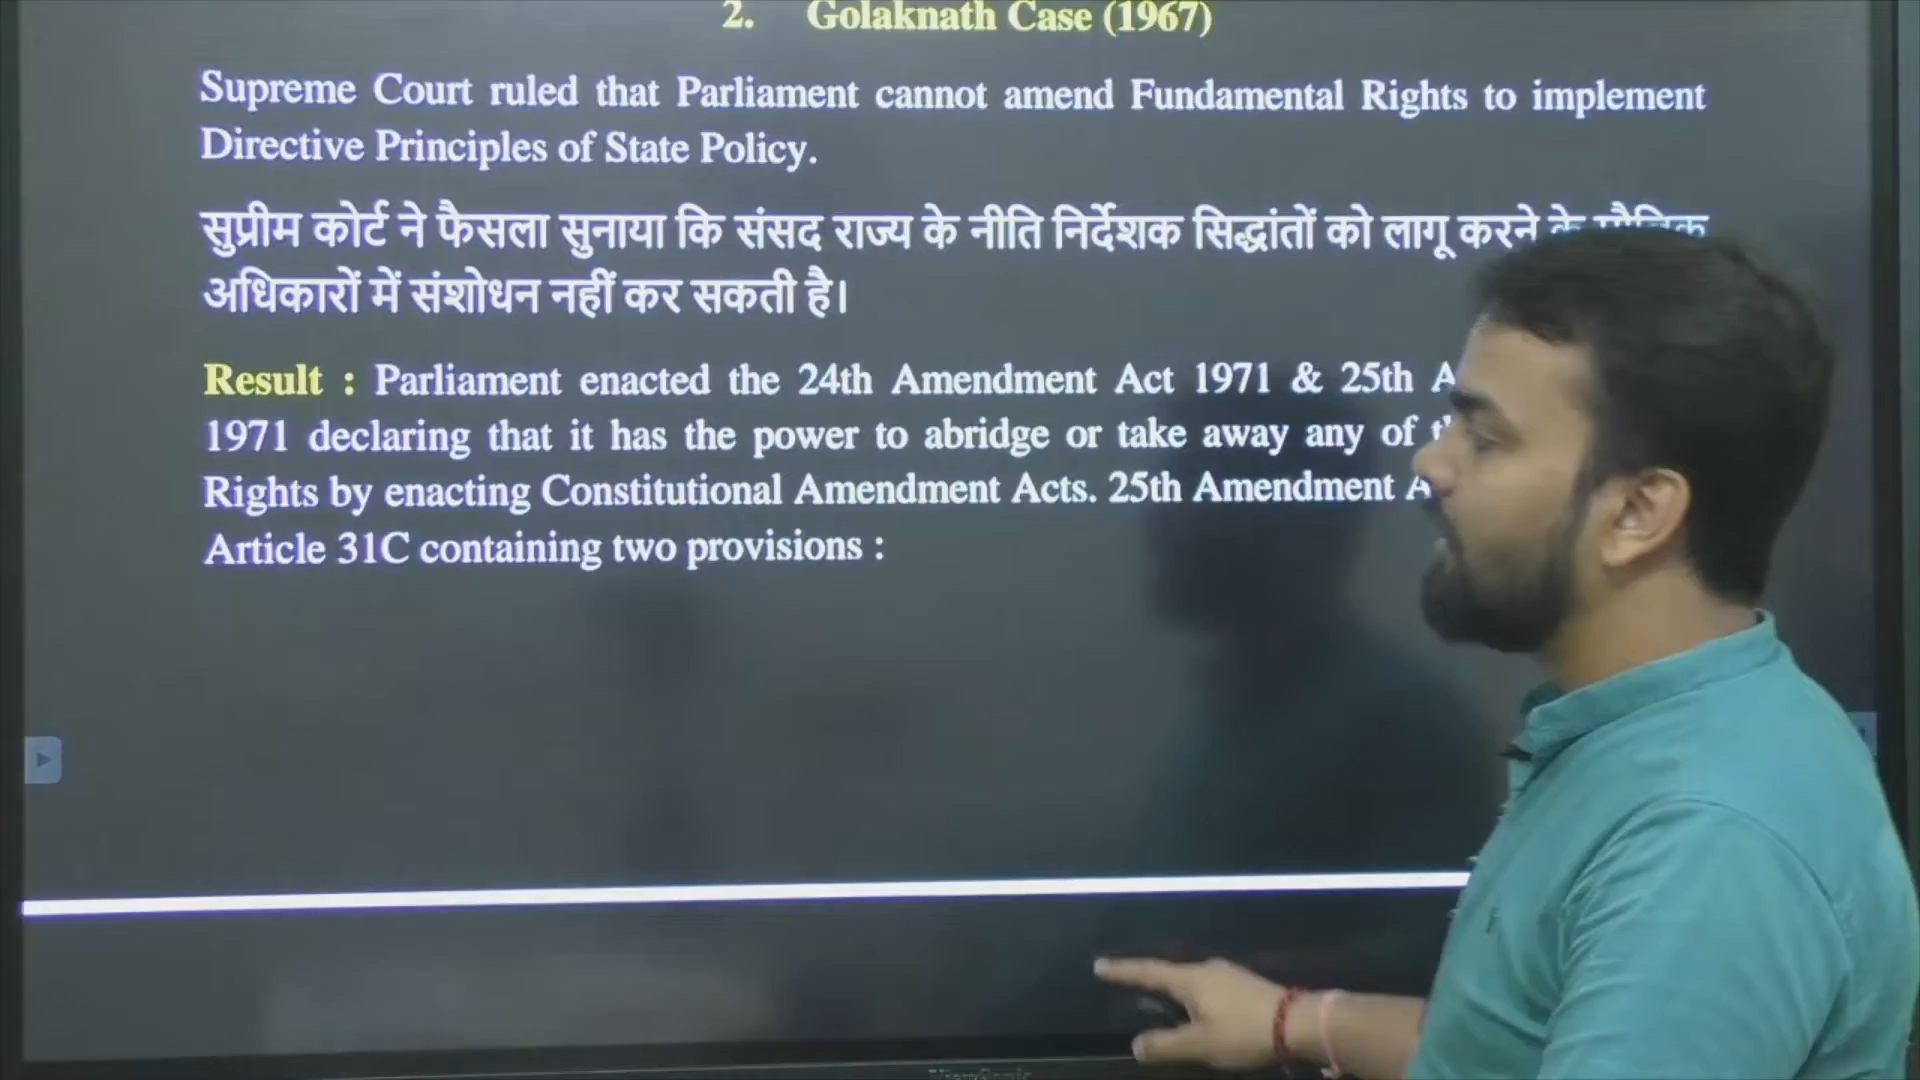 2. Golaknath Case (1967)
Supreme Court ruled that Parliament cannot amend Fundamental Rights to implement
Directive Principles of State Policy.
सुप्रीम कोर्ट ने फैसला सुनाया कि संसद राज्य के नीति निर्देशक सिद्धांतों को लागू करने के मौलिक
अधिकारों में संशोधन नहीं कर सकती है।
Result : Parliament enacted the 24th Amendment Act 1971 & 25th A
1971 declaring that it has the power to abridge or take away any of
Rights by enacting Constitutional Amendment Acts. 25th Amendment A
Article 31C containing two provisions :
ViewSonic